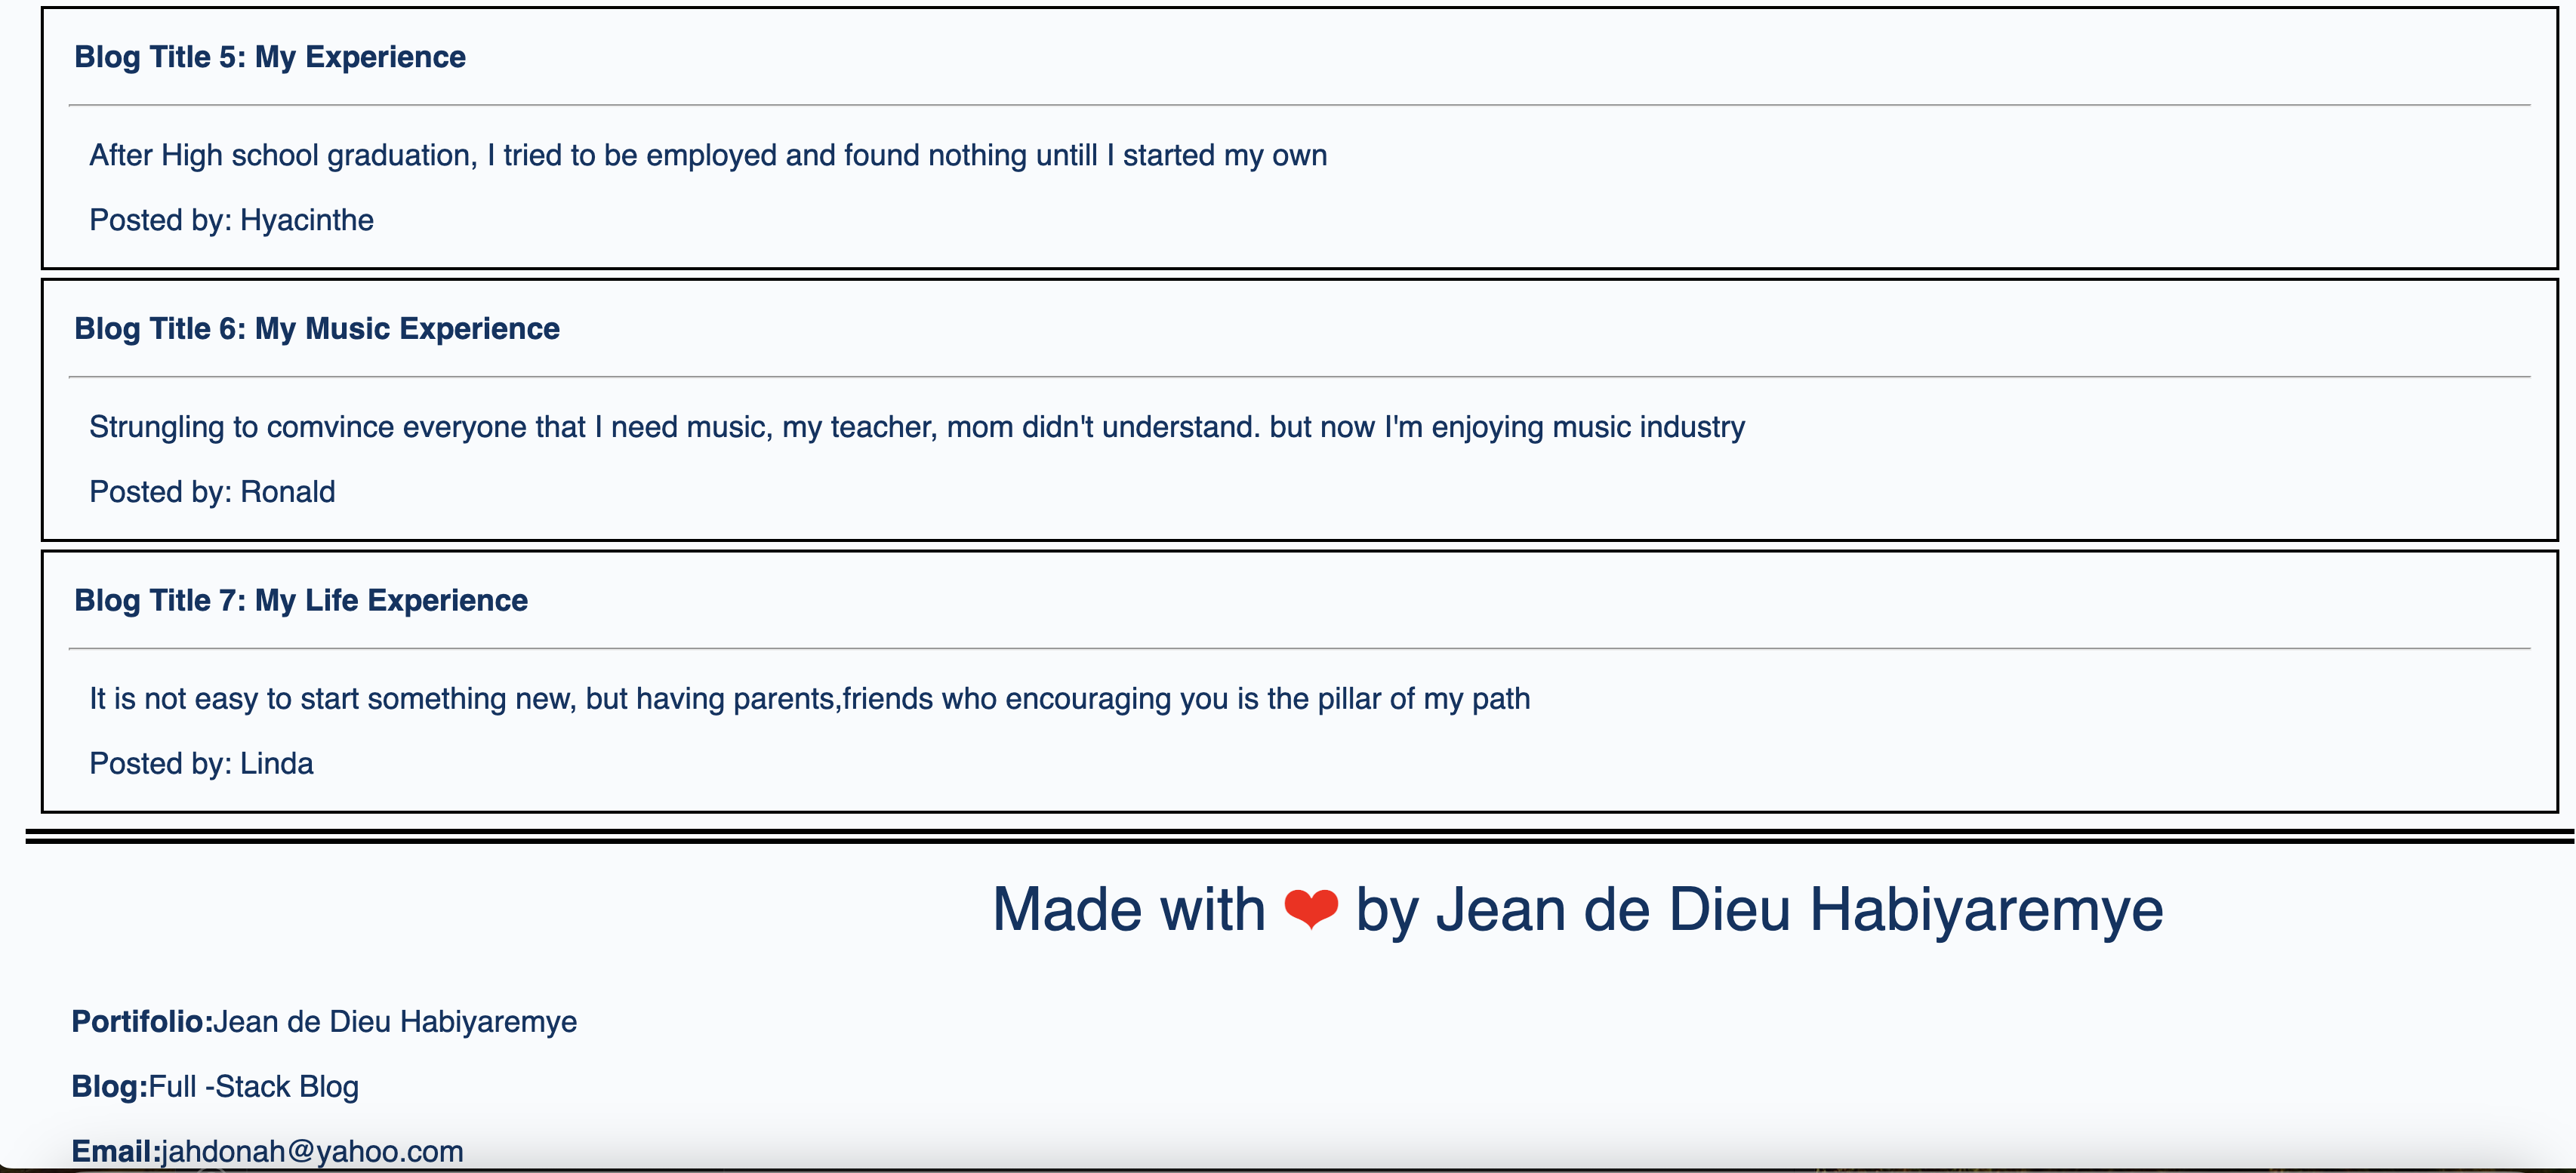 Blog Title 5: My Experience
After High school graduation, I tried to be employed and found nothing untill I started my own
Posted by: Hyacinthe
Blog Title 6: My Music Experience
Strungling to comvince everyone that I need music, my teacher, mom didn't understand. but now I'm enjoying music industry
Posted by: Ronald
Blog Title 7: My Life Experience
It is not easy to start something new, but having parents,friends who encouraging you is the pillar of my path
Posted by: Linda
Made with ❤ by Jean de Dieu Habiyaremye
Portifolio:Jean de Dieu Habiyaremye
Blog:Full -Stack Blog
Email:jahdonah@yahoo.com